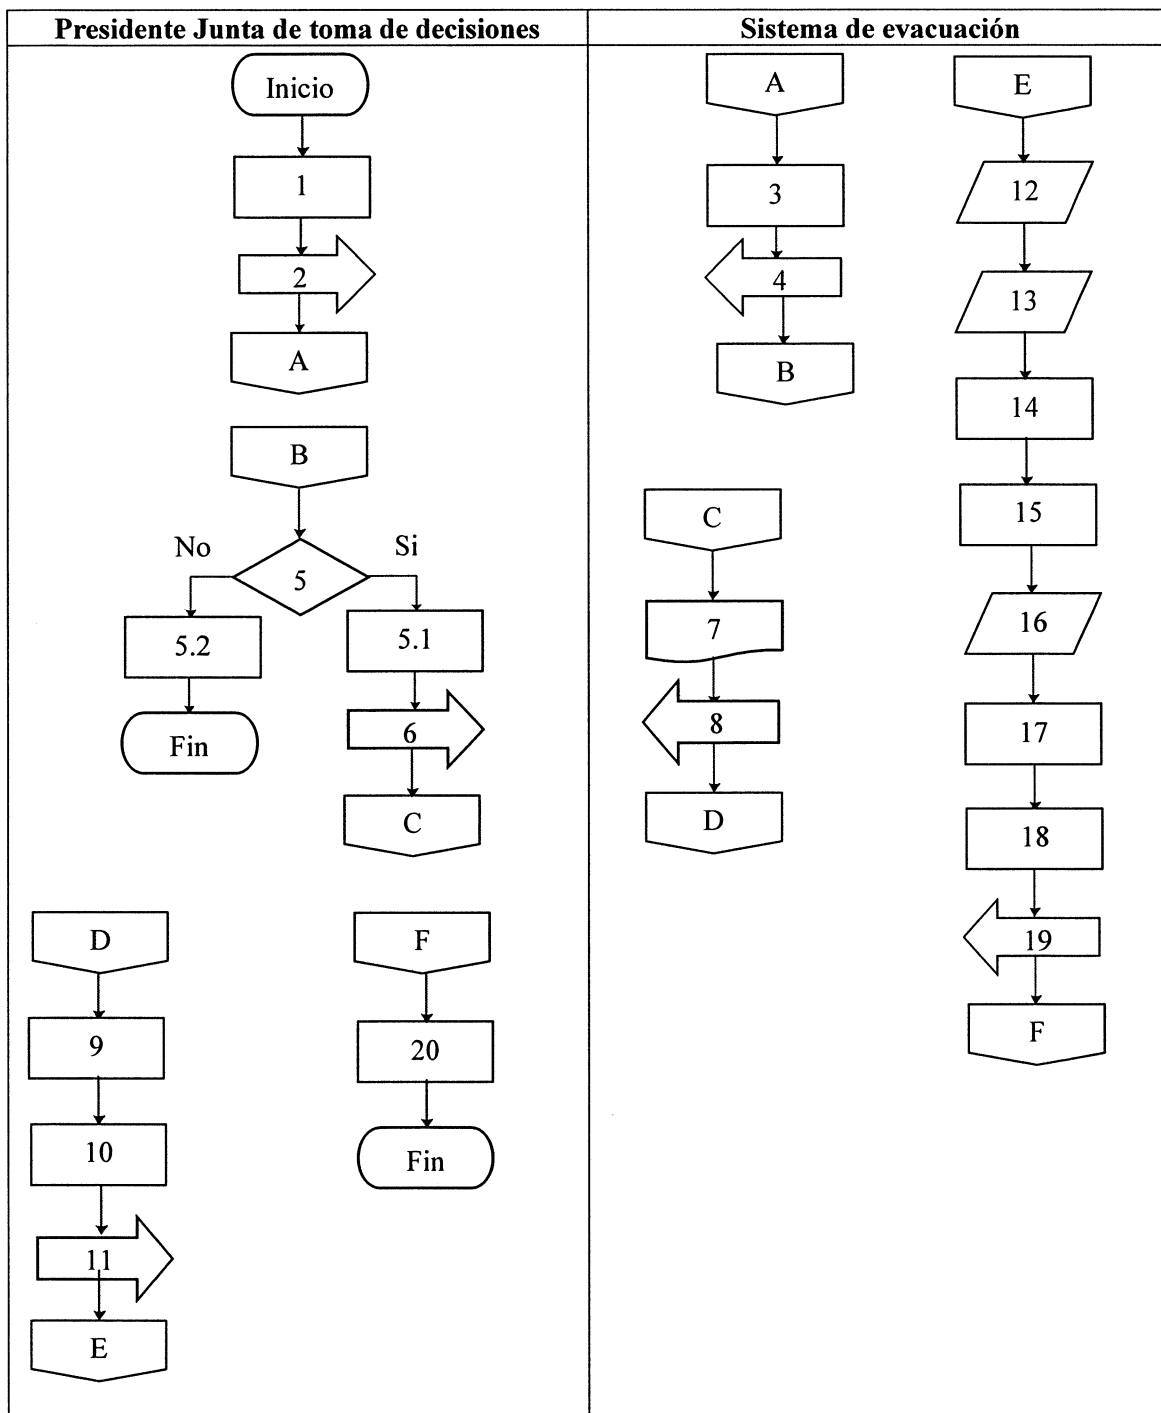 Presidente Junta de toma de decisiones
Inicio
1
2
A
B
No
Si
5
5.2
5.1
Fin
6
C
D
F
9
20
10
Fin
11
E
Sistema de evacuación
A
E
3
12
4
13
B
14
C
15
7
16
8
17
D
18
19
F